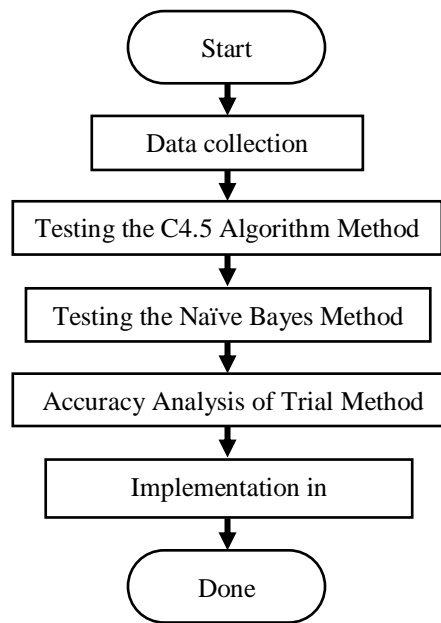 Start
Data collection
Testing the C4.5 Algorithm Method
Testing the Naïve Bayes Method
Accuracy Analysis of Trial Method
Implementation in
Done